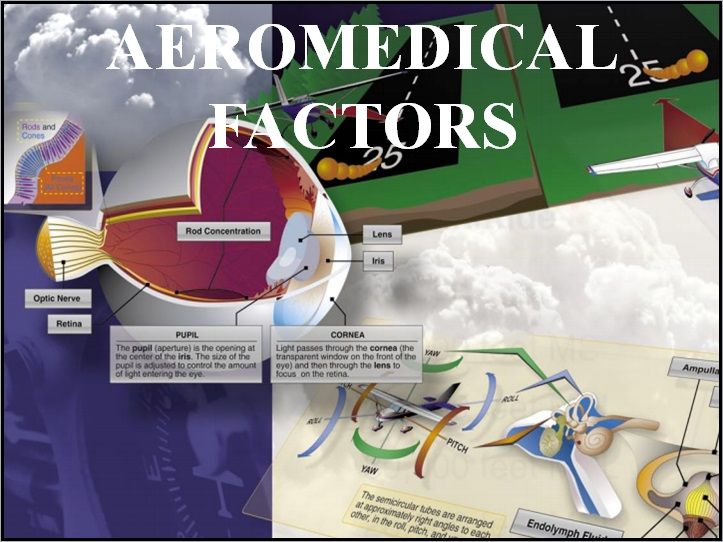 AEROMEDICAL
FACTORS
25
25
Rods and
Cones
Rod Concentration
Lens
Iris
Optic Nerve
Retina
PUPIL
The pupil (aperture) is the opening at
the center of the iris. The size of the
pupil is adjusted to control the amount
of light entering the eye.
CORNEA
Light passes through the cornea (the
transparent window on the front of the
eye) and then through the lens to
focus on the retina.
YAW
ROLL
ROLL
PITCH
YAW
Ampulla
The semicircular tubes are arranged
at approximately right angles to each
other, in the roll, pitch, and
Endolymph Fluid